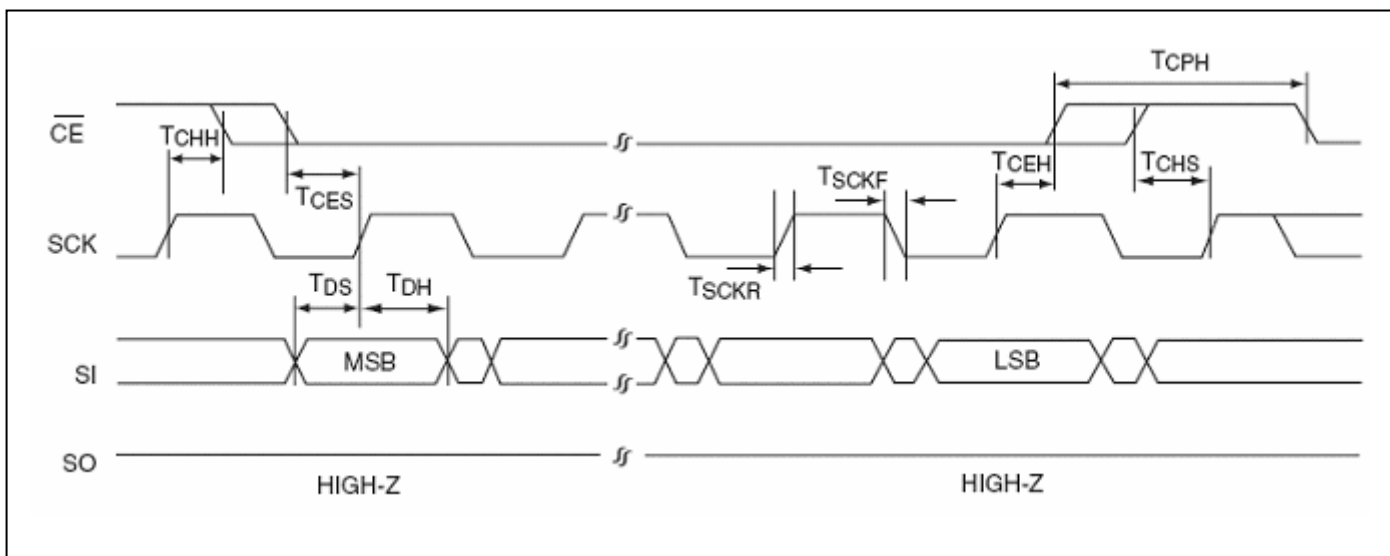 TCPH
CE
TCHH
TCES
TSCKF
TCEH
TCHS
SCK
TDS
TDH
TSCKR
SI
MSB
LSB
SO
HIGH-Z
HIGH-Z